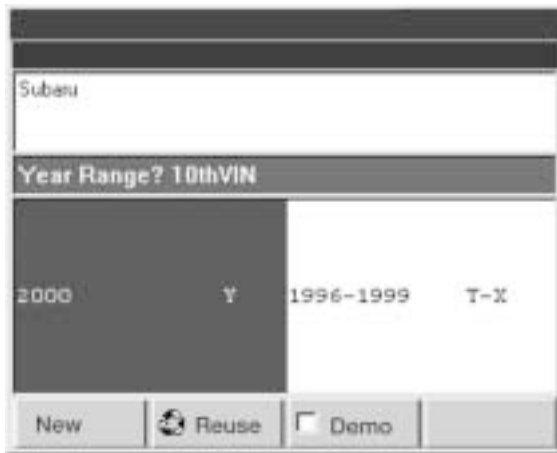 Subaru
Year Range? 10thVIN
2000 Y 1996-1999 T-X
New Reuse Demo